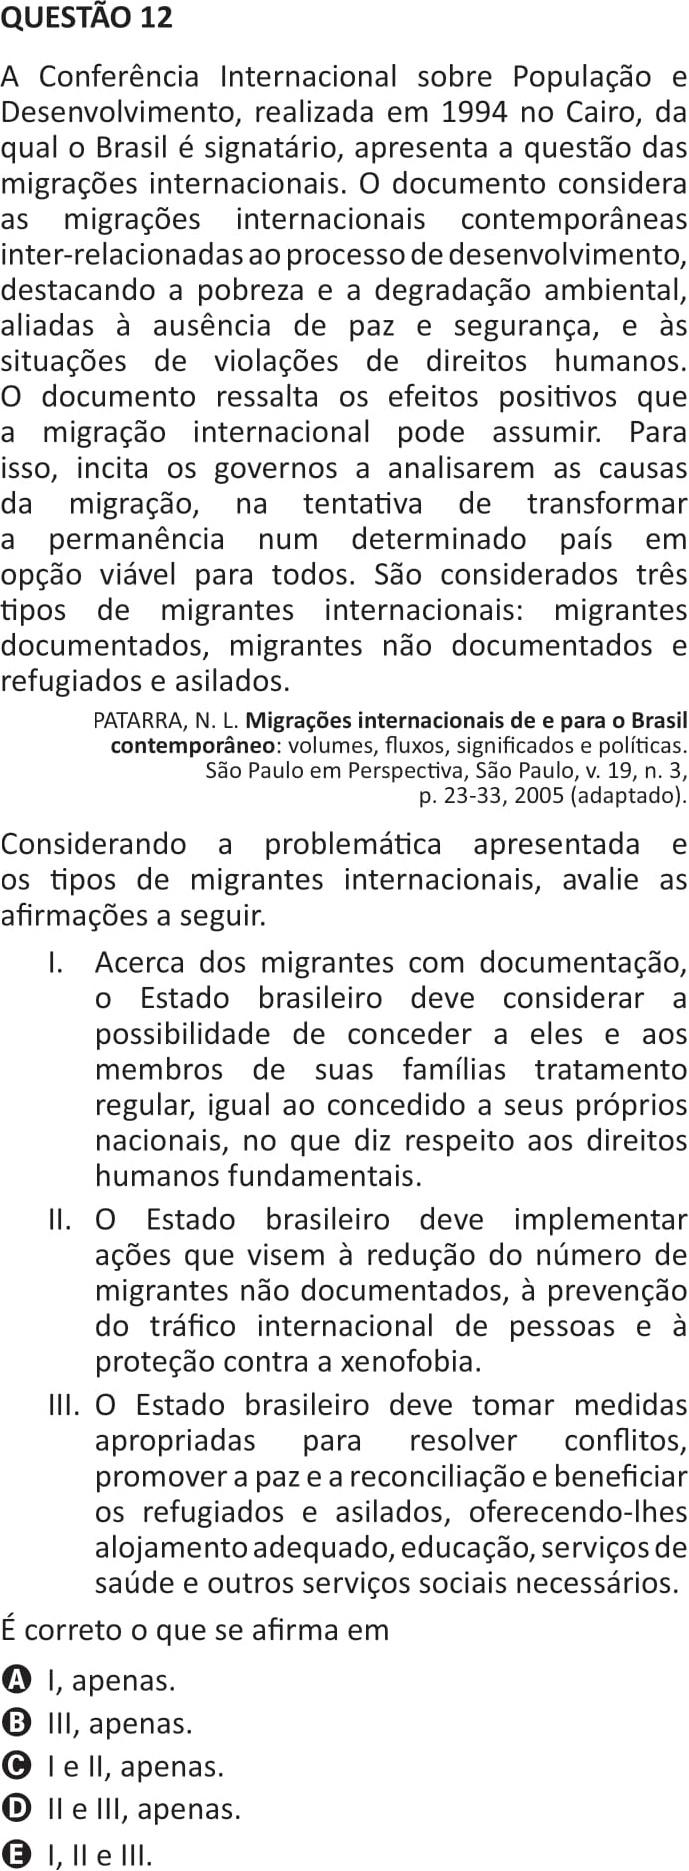 QUESTÃO 12
A Conferência Internacional sobre População e
Desenvolvimento, realizada em 1994 no Cairo, da
qual o Brasil é signatário, apresenta a questão das
migrações internacionais. O documento considera
as migrações internacionais contemporâneas
inter-relacionadas ao processo de desenvolvimento,
destacando a pobreza e a degradação ambiental,
aliadas à ausência de paz e segurança, e às
situações de violações de direitos humanos.
O documento ressalta os efeitos positivos que
a migração internacional pode assumir. Para
isso, incita os governos a analisarem as causas
da migração, na tentativa de transformar
a permanência num determinado país em
opção viável para todos. São considerados três
tipos de migrantes internacionais: migrantes
documentados, migrantes não documentados e
refugiados e asilados.
PATARRA, N. L. Migrações internacionais de e para o Brasil
contemporâneo: volumes, fluxos, significados e políticas.
São Paulo em Perspectiva, São Paulo, v. 19, n. 3,
p. 23-33, 2005 (adaptado).
Considerando a problemática apresentada e
os tipos de migrantes internacionais, avalie as
afirmações a seguir.
I. Acerca dos migrantes com documentação,
o Estado brasileiro deve considerar a
possibilidade de conceder a eles e aos
membros de suas famílias tratamento
regular, igual ao concedido a seus próprios
nacionais, no que diz respeito aos direitos
humanos fundamentais.
II. O Estado brasileiro deve implementar
ações que visem à redução do número de
migrantes não documentados, à prevenção
do tráfico internacional de pessoas e à
proteção contra a xenofobia.
III. O Estado brasileiro deve tomar medidas
apropriadas para resolver conflitos,
promover a paz e a reconciliação e beneficiar
os refugiados e asilados, oferecendo-lhes
alojamento adequado, educação, serviços de
saúde e outros serviços sociais necessários.
É correto o que se afirma em
A I, apenas.
B III, apenas.
C I e II, apenas.
D II e III, apenas.
E I, II e III.